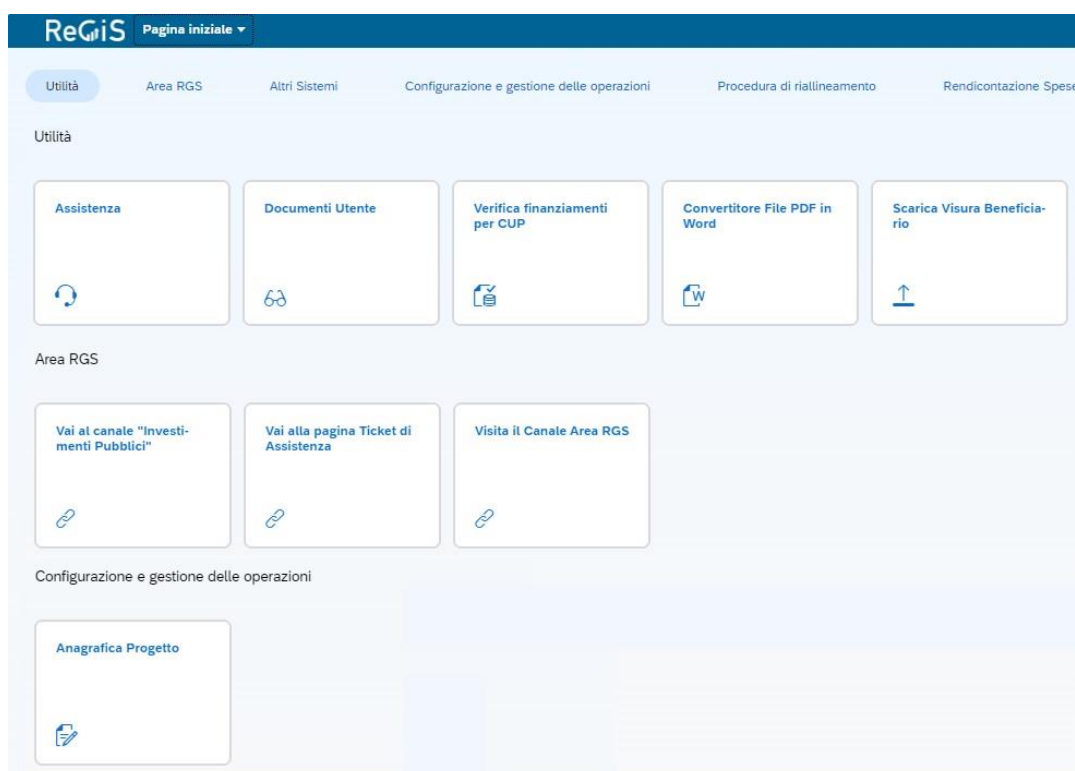 ReGiS Pagina iniziale
Utilità Area RGS Altri Sistemi Configurazione e gestione delle operazioni Procedura di riallineamento Rendicontazione Spese
Utilità
Assistenza
Documenti Utente
Verifica finanziamenti
per CUP
Convertitore File PDF in
Word
W
Scarica Visura Beneficia-
rio
Area RGS
Vai al canale "Investi-
menti Pubblici"
Vai alla pagina Ticket di
Assistenza
Visita il Canale Area RGS
Configurazione e gestione delle operazioni
Anagrafica Progetto